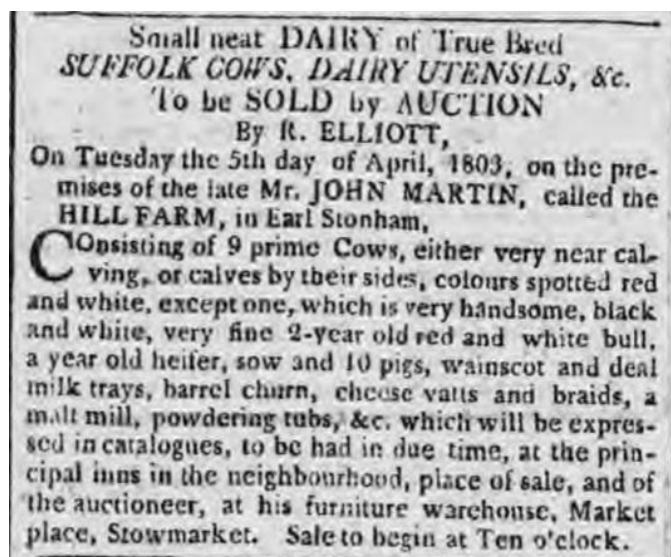 Small neat DAIRY of True Bred
SUFFOLK COWS, DAIRY UTENSILS, &c.
To be SOLD by AUCTION
By R. ELLIOTT,
On Tuesday the 5th day of April, 1803, on the pre-
mises of the late Mr. JOHN MARTIN, called the
HILL FARM, in Earl Stonham,
COnsisting of 9 prime Cows, either very near cal-
ving, or calves by their sides, colours spotted red
and white, except one, which is very handsome, black
and white, very fine 2-year old red and white bull,
a year old heifer, sow and 10 pigs, wainscot and deal
milk trays, barrel churn, cheese vatts and braids, a
malt mill, powdering tubs, &c. which will be expres-
sed in catalogues, to be had in due time, at the prin-
cipal inns in the neighbourhood, place of sale, and of
the auctioneer, at his furniture warehouse, Market
place, Stowmarket. Sale to begin at Ten o'clock.